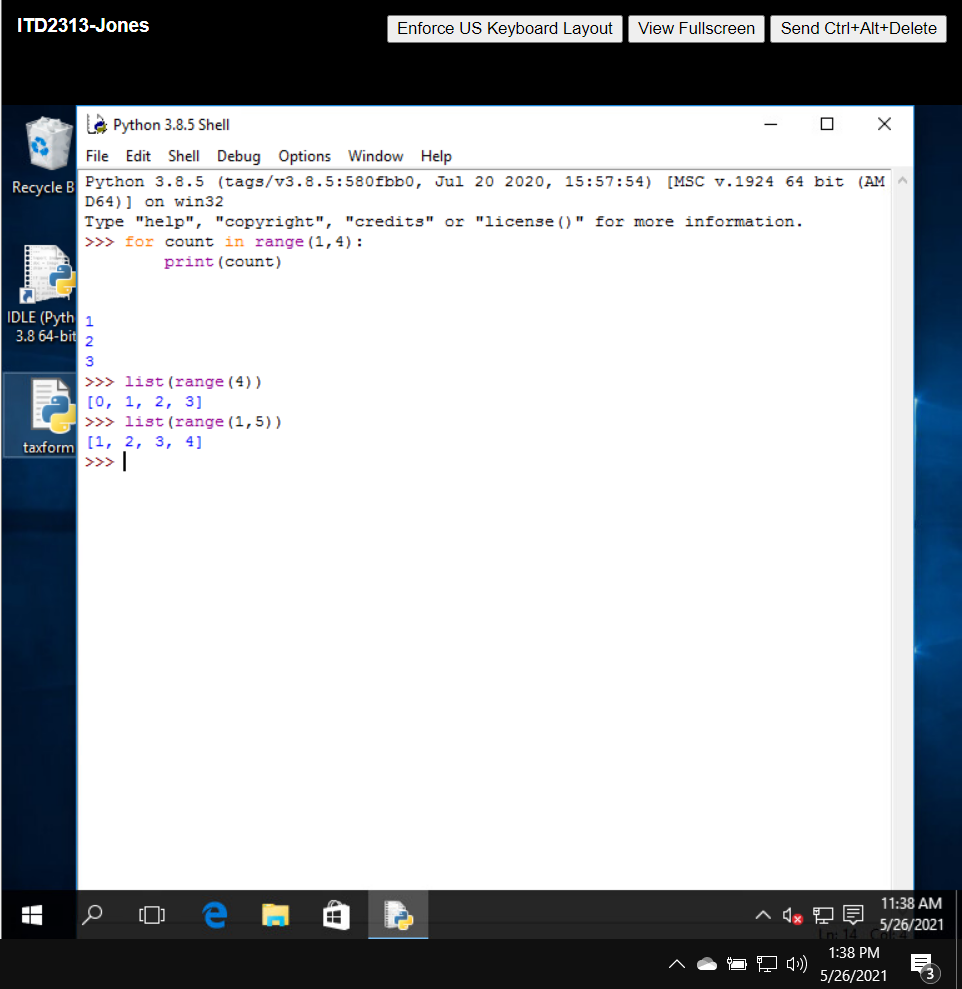 ITD2313-Jones
Enforce US Keyboard Layout
View Fullscreen
Send Ctrl+Alt+Delete
Python 3.8.5 Shell
File Edit Shell Debug Options Window Help
Python 3.8.5 (tags/v3.8.5:580fbb0, Jul 20 2020, 15:57:54) [MSC v.1924 64 bit (AM
D64)] on win32
Type "help", "copyright", "credits" or "license()" for more information.
>>> for count in range(1,4):
        print(count)
1
2
3
>>> list(range(4))
[0, 1, 2, 3]
>>> list(range(1,5))
[1, 2, 3, 4]
>>>
Recycle B
IDLE (Pyth
3.8 64-bit
taxform
11:38 AM
5/26/2021
Ln: 14 Col: 4
1:38 PM
5/26/2021
3